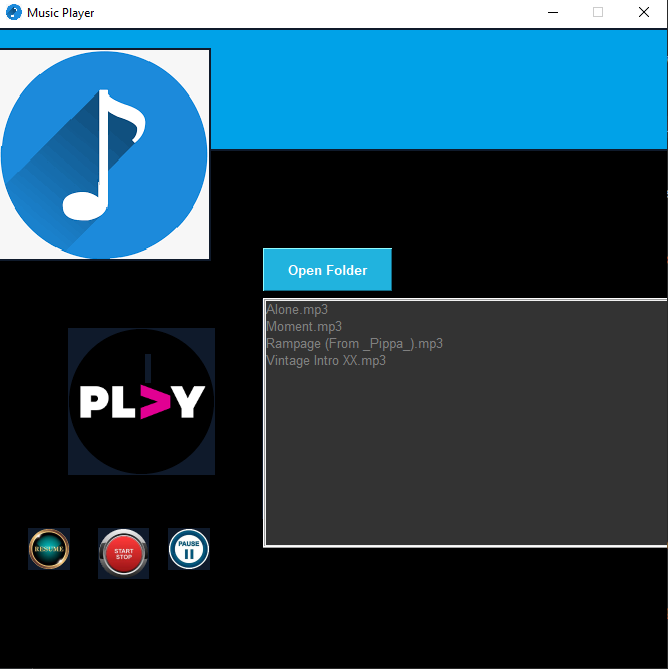 Music Player
Open Folder
Alone.mp3
Moment.mp3
Rampage (From _Pippa_).mp3
Vintage Intro XX.mp3
PLAY
RESUME
START
STOP
PAUSE